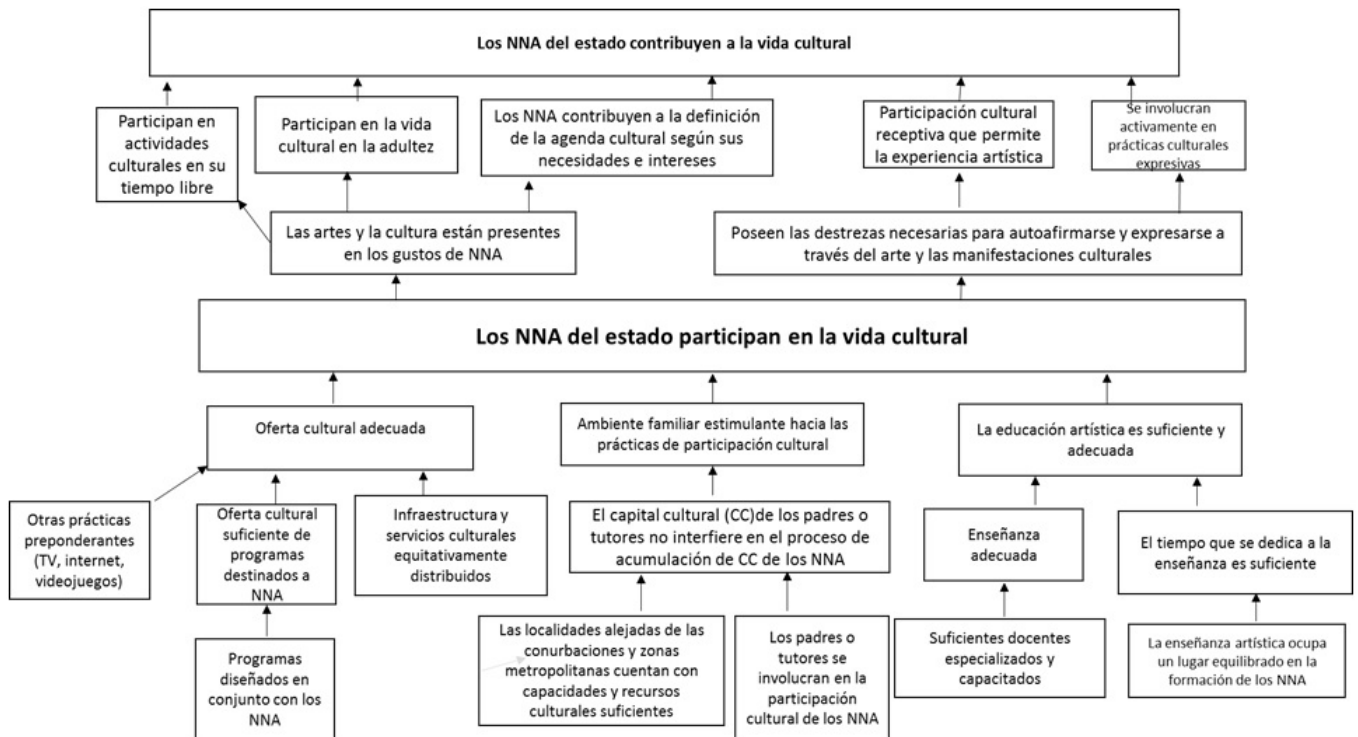 Los NNA del estado contribuyen a la vida cultural
Participan en
actividades
culturales en su
tiempo libre
Participan en la vida
cultural en la adultez
Los NNA contribuyen a la definición
de la agenda cultural según sus
necesidades e intereses
Participación cultural
receptiva que permite
la experiencia artística
Se involucran
activamente en
prácticas culturales
expresivas
Las artes y la cultura están presentes
en los gustos de NNA
Poseen las destrezas necesarias para autoafirmarse y expresarse a
través del arte y las manifestaciones culturales
Los NNA del estado participan en la vida cultural
Oferta cultural adecuada
Ambiente familiar estimulante hacia las
prácticas de participación cultural
La educación artística es suficiente y
adecuada
Otras prácticas
preponderantes
(TV, internet,
videojuegos)
Oferta cultural
suficiente de
programas
destinados a
NNA
Infraestructura y
servicios culturales
equitativamente
distribuidos
El capital cultural (CC)de los padres o
tutores no interfiere en el proceso de
acumulación de CC de los NNA
Enseñanza
adecuada
El tiempo que se dedica a la
enseñanza es suficiente
Programas
diseñados en
conjunto con los
NNA
Las localidades alejadas de las
conurbaciones y zonas
metropolitanas cuentan con
capacidades y recursos
culturales suficientes
Los padres o
tutores se
involucran en la
participación
cultural de los NNA
Suficientes docentes
especializados y
capacitados
La enseñanza artística ocupa
un lugar equilibrado en la
formación de los NNA